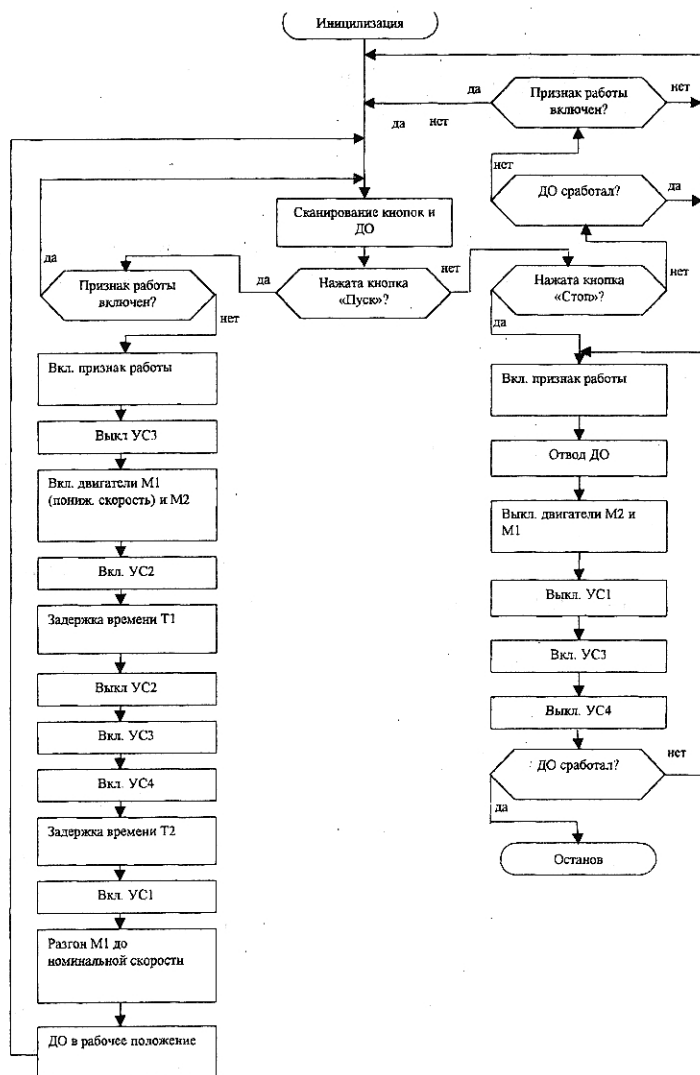 Иницилизация
да
Признак работы
включен?
нет
да
нет
нет
ДО сработал?
да
Сканирование кнопок и
ДО
да
Признак работы
включен?
да
Нажата кнопка
«Пуск»?
нет
Нажата кнопка
«Стоп»?
нет
нет
да
Вкл. признак работы
Вкл. признак работы
Выкл УС3
Отвод ДО
Вкл. двигатели М1
(пониж. скорость) и М2
Выкл. двигатели М2 и
М1
Вкл. УС2
Выкл. УС1
Задержка времени Т1
Вкл. УС3
Выкл УС2
Выкл. УС4
Вкл. УС3
ДО сработал?
нет
Вкл. УС4
да
Задержка времени Т2
Останов
Вкл. УС1
Разгон М1 до
номинальной скорости
ДО в рабочее положение